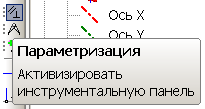 Ось X
Ось Y
Параметризация
Активизировать
инструментальную панель